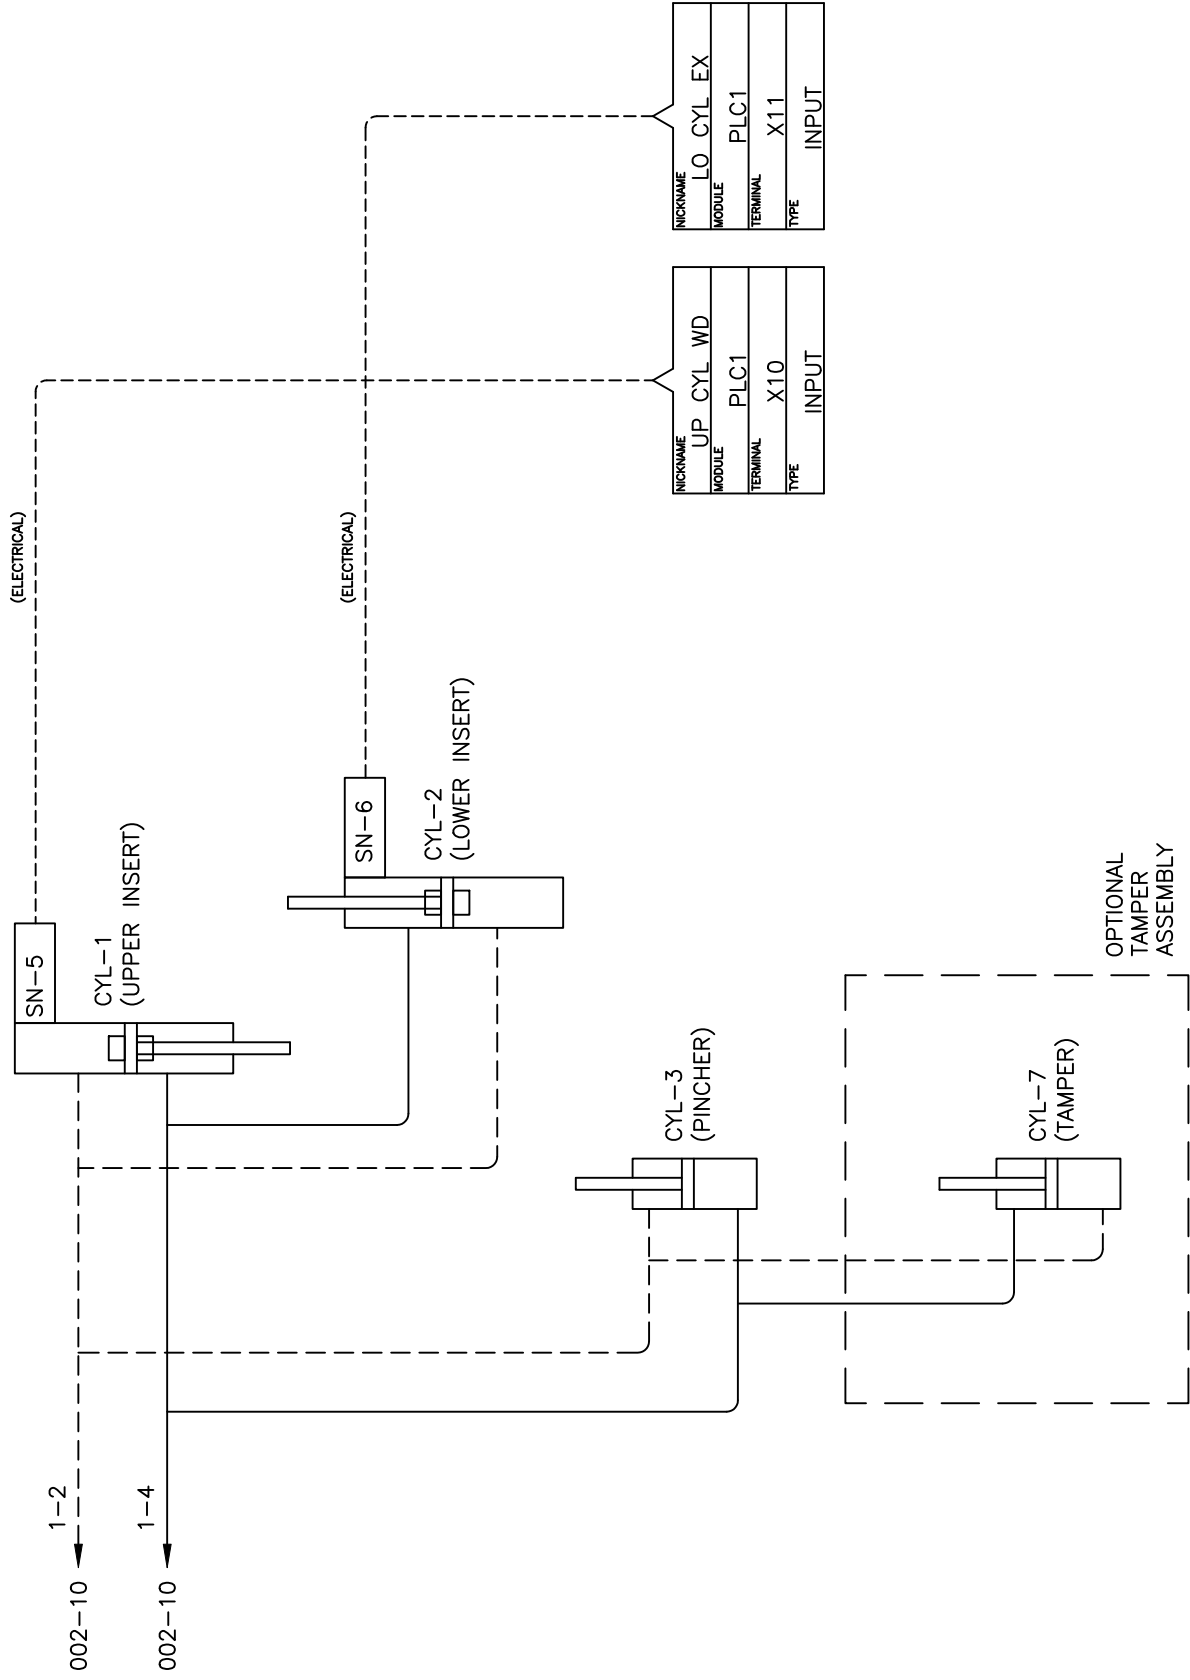 002-10
1-2
002-10
1-4
SN-5
CYL-1
(UPPER INSERT)
(ELECTRICAL)
SN-6
CYL-2
(LOWER INSERT)
(ELECTRICAL)
CYL-3
(PINCHER)
CYL-7
(TAMPER)
OPTIONAL
TAMPER
ASSEMBLY
NICKNAME
UP CYL WD
MODULE
PLC1
TERMINAL
X10
TYPE
INPUT
NICKNAME
LO CYL EX
MODULE
PLC1
TERMINAL
X11
TYPE
INPUT